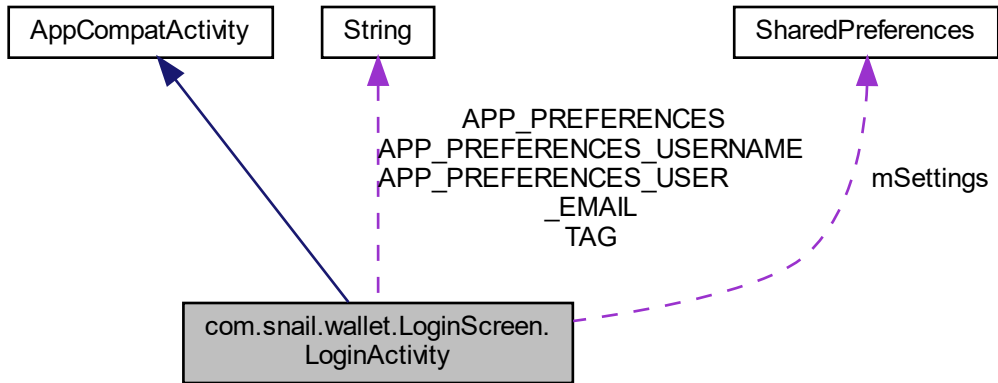 AppCompatActivity
String
SharedPreferences
APP_PREFERENCES
APP_PREFERENCES_USERNAME
APP_PREFERENCES_USER
_EMAIL
TAG
mSettings
com.snail.wallet.LoginScreen.
LoginActivity